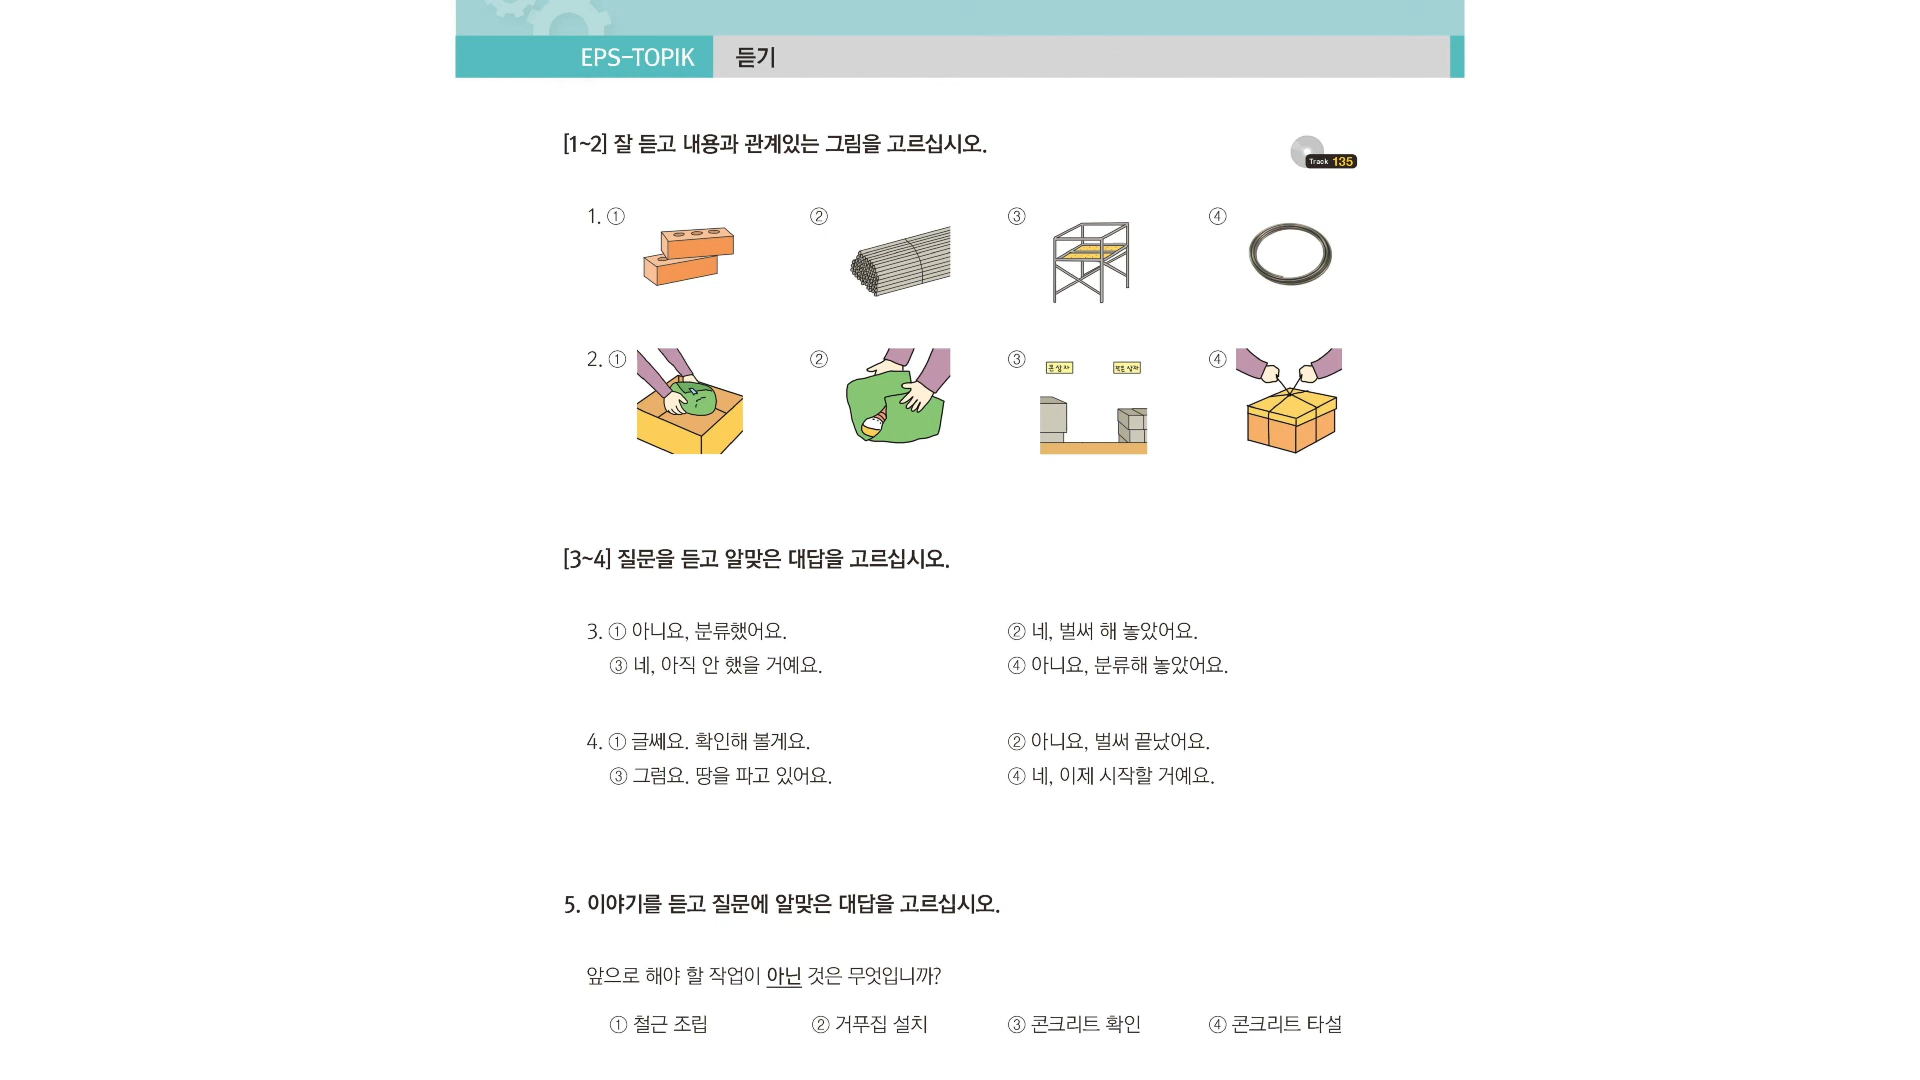 EPS-TOPIK 듣기
[1~2] 잘 듣고 내용과 관계있는 그림을 고르십시오.
Track 135
1. ① ② ③ ④
2. ① ② ③ ④
큰 상자 작은 상자
[3~4] 질문을 듣고 알맞은 대답을 고르십시오.
3. ① 아니요, 분류했어요. ② 네, 벌써 해 놓았어요.
③ 네, 아직 안 했을 거예요. ④ 아니요, 분류해 놓았어요.
4. ① 글쎄요. 확인해 볼게요. ② 아니요, 벌써 끝났어요.
③ 그럼요. 땅을 파고 있어요. ④ 네, 이제 시작할 거예요.
5. 이야기를 듣고 질문에 알맞은 대답을 고르십시오.
앞으로 해야 할 작업이 아닌 것은 무엇입니까?
① 철근 조립 ② 거푸집 설치 ③ 콘크리트 확인 ④ 콘크리트 타설